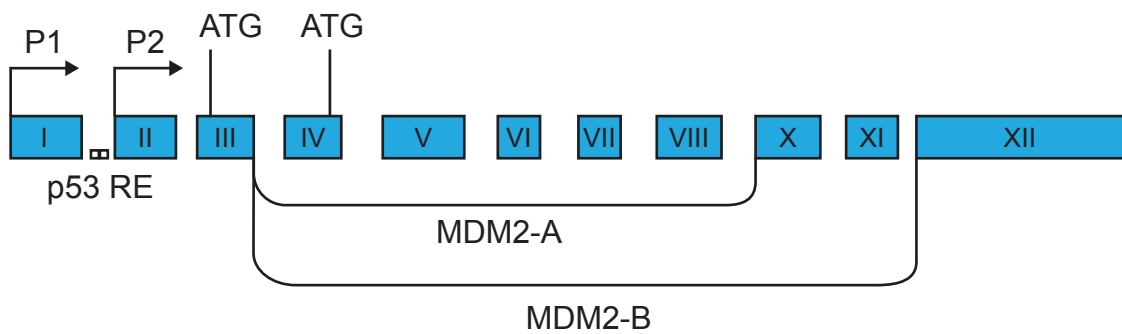 ATG ATG
P1 P2
I II III IV V VI VII VIII X XI XII
p53 RE
MDM2-A
MDM2-B